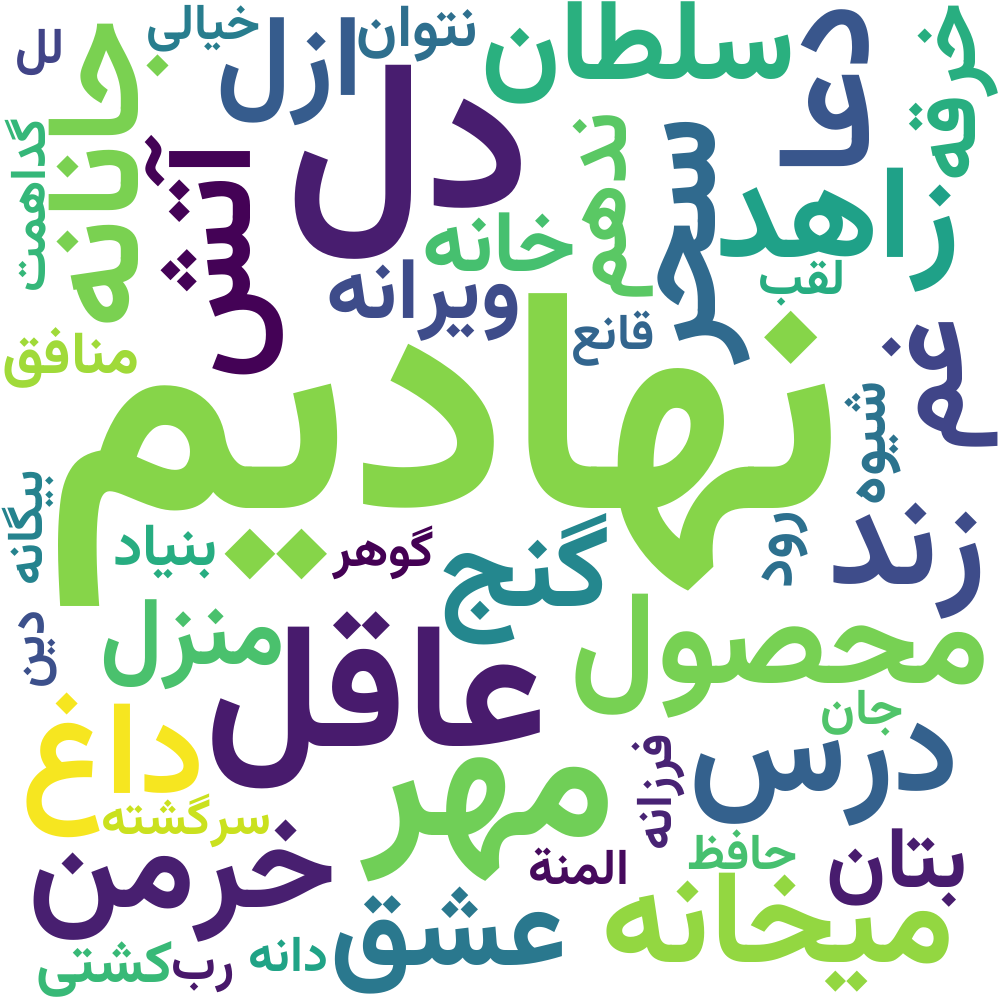 لل
خیالی
ازل
نتوان
سلطان
دعا
خرقه
جانانه
گداهمت
آتش
دل
خانه
ندهم
سحر
زاهد
لقب
ویرانه
قانع
منافق
نهادیم
غم
شیوه
بیگانه
بنیاد
گوهر
گنج
رود
زند
دین
منزل
عاقل
محصول
جان
داغ
سرگشته
مهر
فرزانه
درس
خرمن
المنة
حافظ
بتان
میخانه
کشتی
رب
دانه
عشق